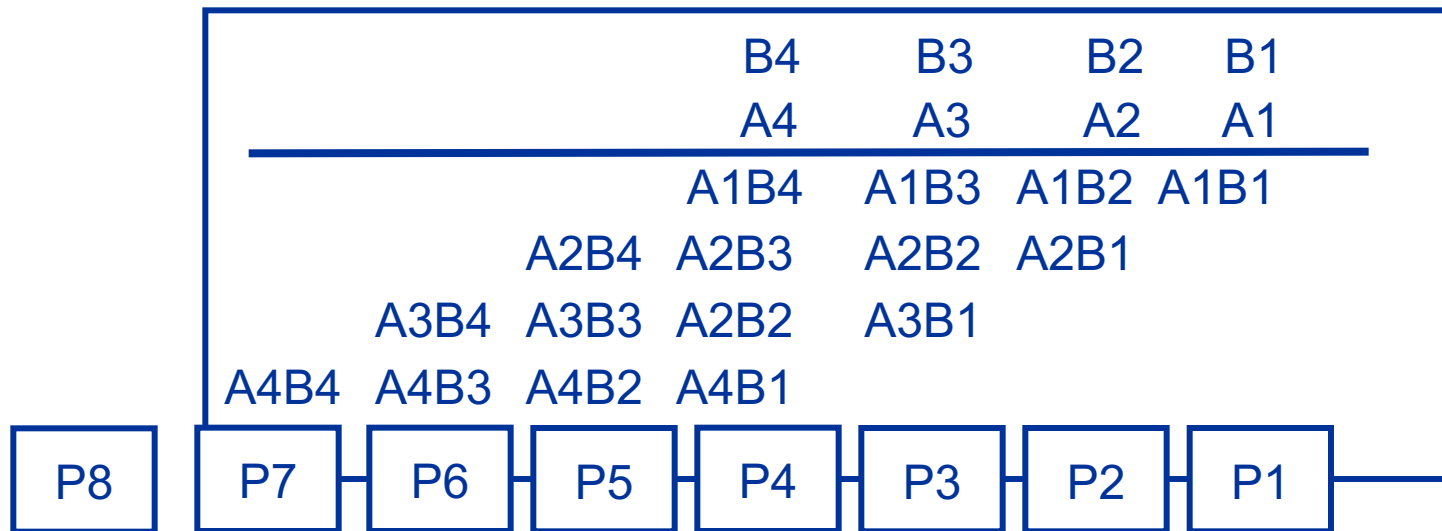 B4 B3 B2 B1
A4 A3 A2 A1
A1B4 A1B3 A1B2 A1B1
A2B4 A2B3 A2B2 A2B1
A3B4 A3B3 A2B2 A3B1
A4B4 A4B3 A4B2 A4B1
P8 P7 P6 P5 P4 P3 P2 P1